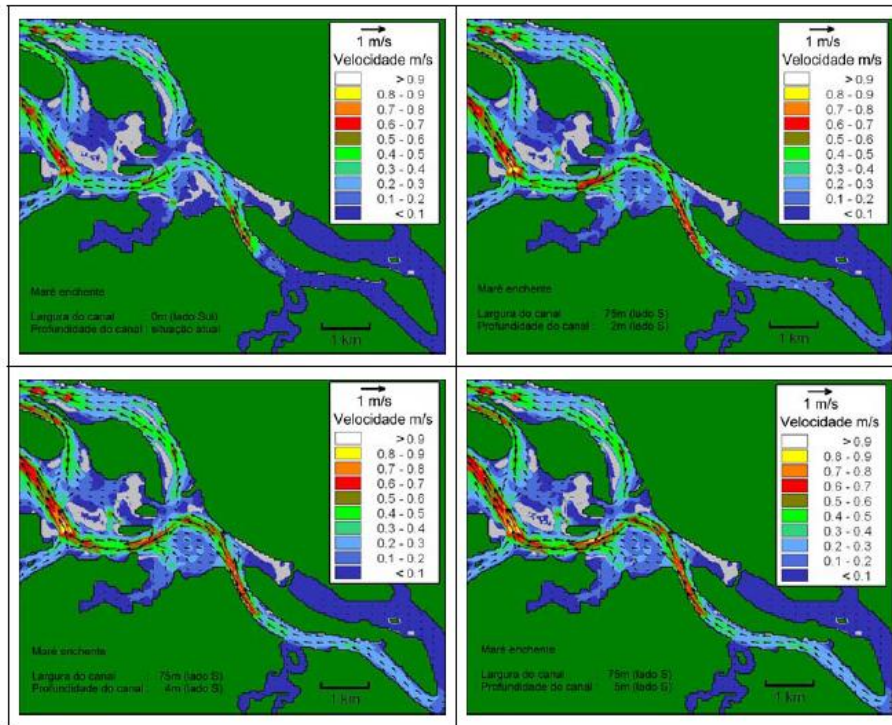 1 m/s
Velocidade m/s
> 0.9
0.8 - 0.9
0.7 - 0.8
0.6 - 0.7
0.5 - 0.6
0.4 - 0.5
0.3 - 0.4
0.2 - 0.3
0.1 - 0.2
< 0.1
Maré enchente
Largura do canal : 0m (lado Sul)
Profundidade do canal : situação atual
1 km
1 m/s
Velocidade m/s
> 0.9
0.8 - 0.9
0.7 - 0.8
0.6 - 0.7
0.5 - 0.6
0.4 - 0.5
0.3 - 0.4
0.2 - 0.3
0.1 - 0.2
< 0.1
Maré enchente
Largura do canal : 75m (lado S)
Profundidade do canal : 2m (lado S)
1 km
1 m/s
Velocidade m/s
> 0.9
0.8 - 0.9
0.7 - 0.8
0.6 - 0.7
0.5 - 0.6
0.4 - 0.5
0.3 - 0.4
0.2 - 0.3
0.1 - 0.2
< 0.1
Maré enchente
Largura do canal : 75m (lado S)
Profundidade do canal : 4m (lado S)
1 km
1 m/s
Velocidade m/s
> 0.9
0.8 - 0.9
0.7 - 0.8
0.6 - 0.7
0.5 - 0.6
0.4 - 0.5
0.3 - 0.4
0.2 - 0.3
0.1 - 0.2
< 0.1
Maré enchente
Largura do canal : 75m (lado S)
Profundidade do canal : 5m (lado S)
1 km